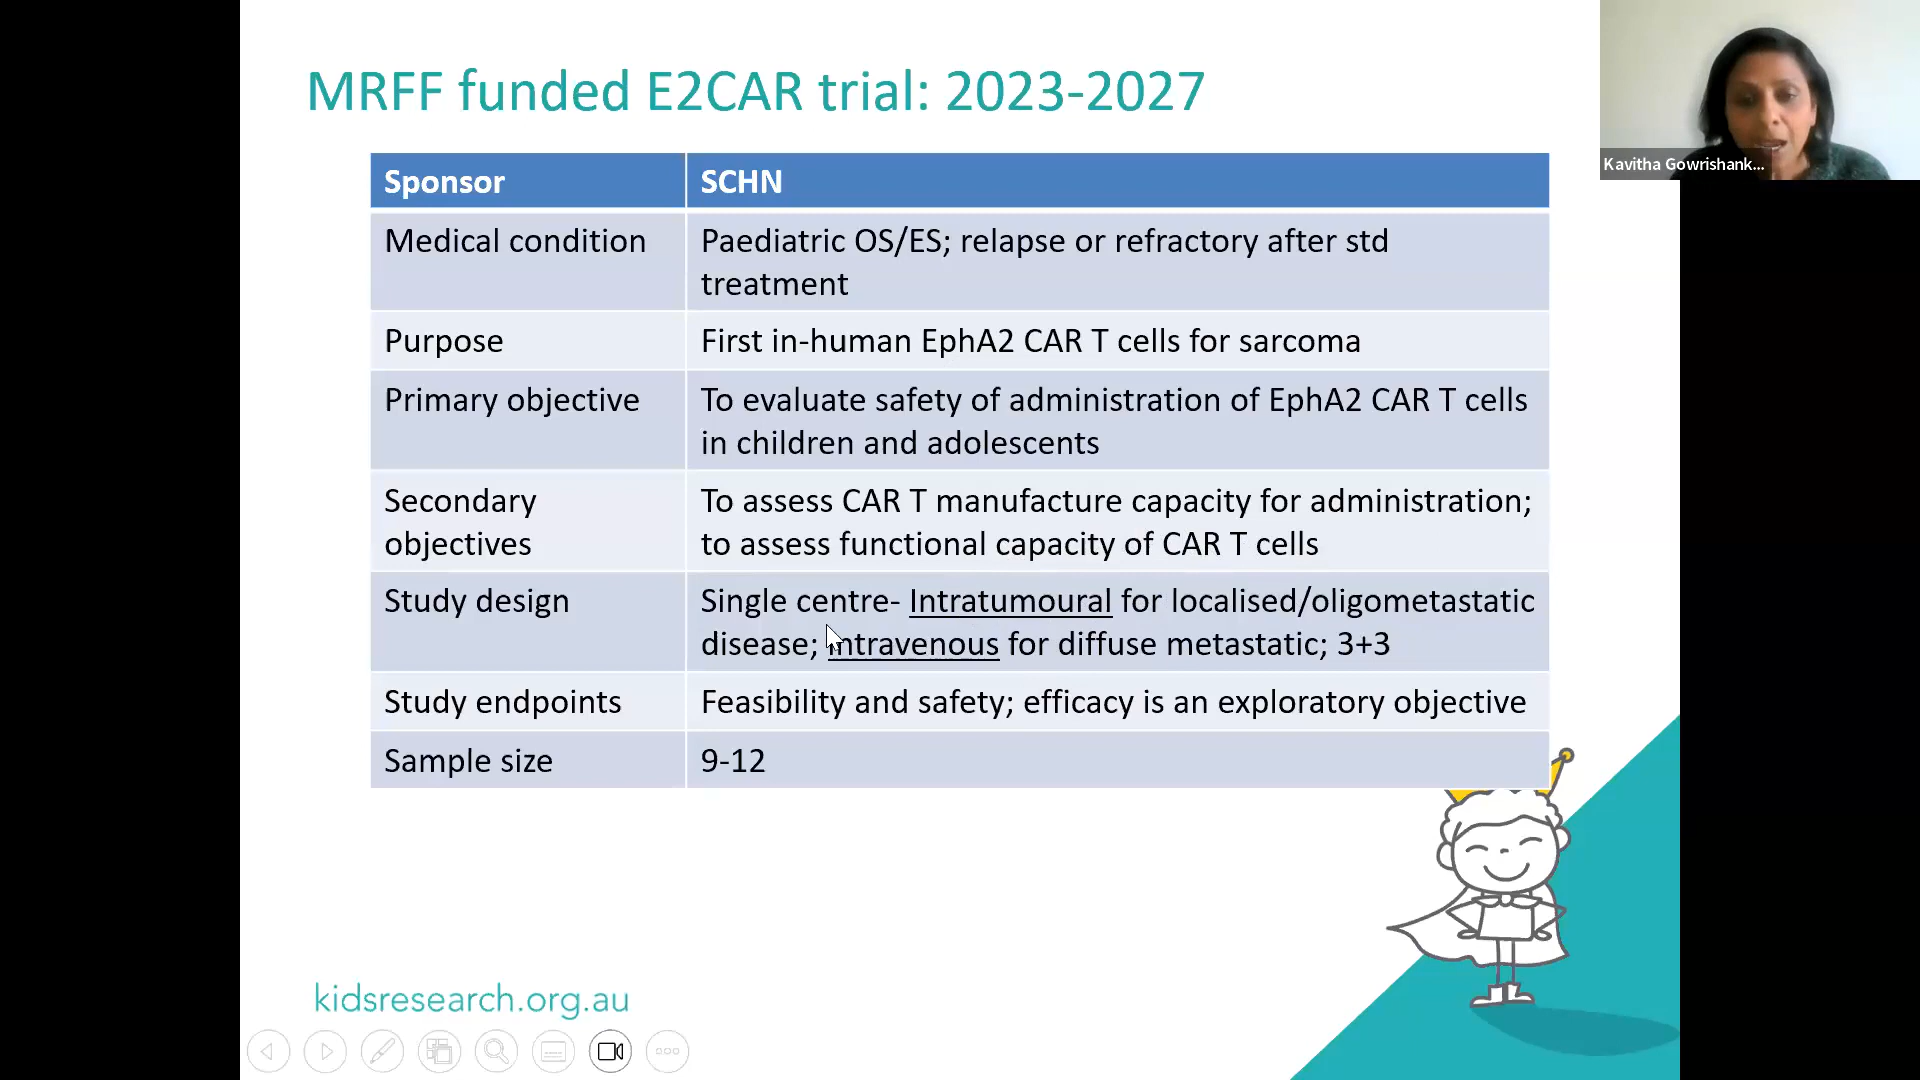 MRFF funded E2CAR trial: 2023-2027
Kavitha Gowrishank...
Sponsor
SCHN
Medical condition
Paediatric OS/ES; relapse or refractory after std
treatment
Purpose
First in-human EphA2 CAR T cells for sarcoma
Primary objective
To evaluate safety of administration of EphA2 CAR T cells
in children and adolescents
Secondary
objectives
To assess CAR T manufacture capacity for administration;
to assess functional capacity of CAR T cells
Study design
Single centre- Intratumoural for localised/oligometastatic
disease; Intravenous for diffuse metastatic; 3+3
Study endpoints
Feasibility and safety; efficacy is an exploratory objective
Sample size
9-12
kidsresearch.org.au